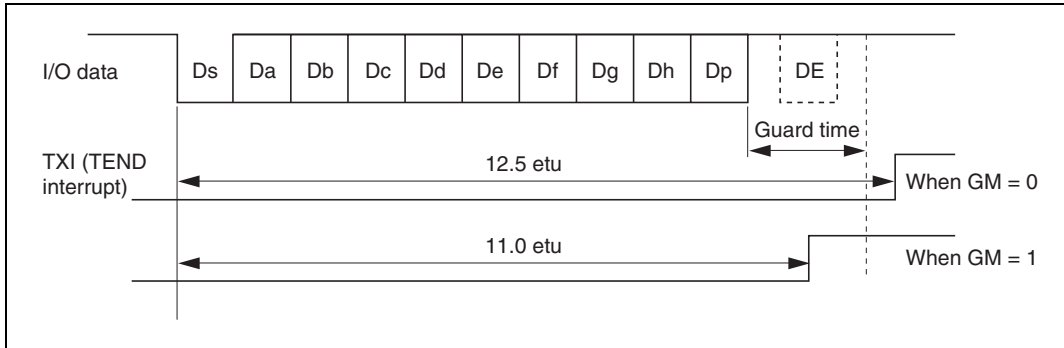 I/O data
Ds Da Db Dc Dd De Df Dg Dh Dp DE
Guard time
TXI (TEND
interrupt)
12.5 etu
When GM = 0
11.0 etu
When GM = 1